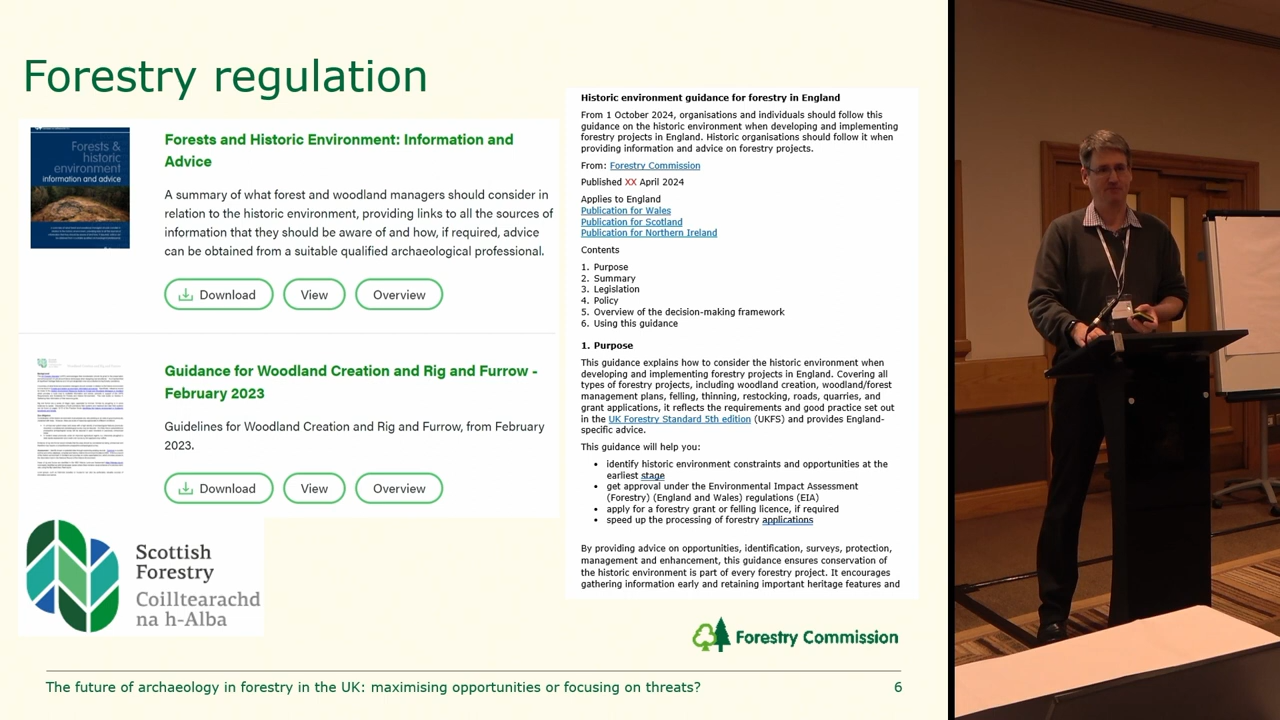 Forestry regulation
Forests &
historic
environment
information and advice
Forests and Historic Environment: Information and
Advice
A summary of what forest and woodland managers should consider in
relation to the historic environment, providing links to all the sources of
information that they should be aware of and how, if required, advice
can be obtained from a suitable qualified archaeological professional.
Download
View
Overview
Guidance for Woodland Creation and Rig and Furrow -
February 2023
Guidelines for Woodland Creation and Rig and Furrow, from February
2023.
Download
View
Overview
Scottish
Forestry
Coilltearachd
na h-Alba
Historic environment guidance for forestry in England
From 1 October 2024, organisations and individuals should follow this
guidance on the historic environment when developing and implementing
forestry projects in England. Historic organisations should follow it when
providing information and advice on forestry projects.
From: Forestry Commission
Published XX April 2024
Applies to England
Publication for Wales
Publication for Scotland
Publication for Northern Ireland
Contents
1. Purpose
2. Summary
3. Legislation
4. Policy
5. Overview of the decision-making framework
6. Using this guidance
1. Purpose
This guidance explains how to consider the historic environment when
developing and implementing forestry projects in England. Covering all
types of forestry projects, including woodland creation, woodland/forest
management plans, felling, thinning, restocking, roads, quarries, and
grant applications, it reflects the requirements and good practice set out
in the UK Forestry Standard 5th edition (UKFS) and provides England-
specific advice.
This guidance will help you:
• identify historic environment constraints and opportunities at the
earliest stage
• get approval under the Environmental Impact Assessment
(Forestry) (England and Wales) regulations (EIA)
• apply for a forestry grant or felling licence, if required
• speed up the processing of forestry applications
By providing advice on opportunities, identification, surveys, protection,
management and enhancement, this guidance ensures conservation of
the historic environment is part of every forestry project. It encourages
gathering information early and retaining important heritage features and
Forestry Commission
The future of archaeology in forestry in the UK: maximising opportunities or focusing on threats?
6